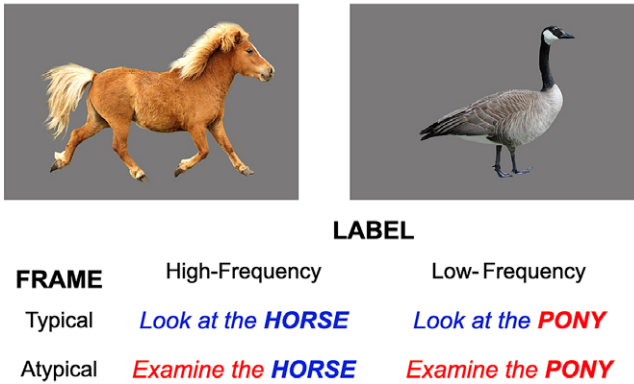 LABEL
FRAME High-Frequency Low-Frequency
Typical Look at the HORSE Look at the PONY
Atypical Examine the HORSE Examine the PONY